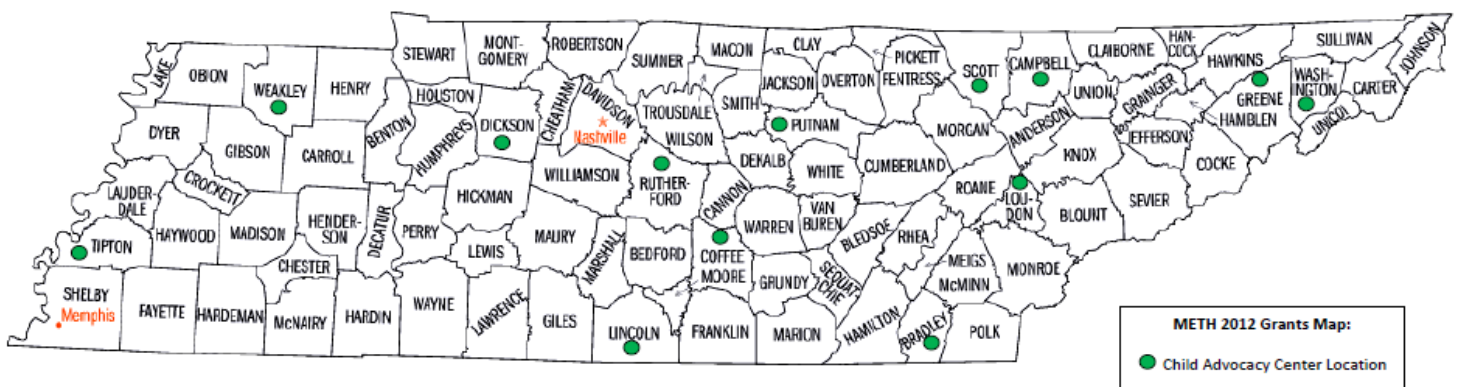 STEWART
MONT-
GOMERY
ROBERTSON
SUMNER
MACON
CLAY
PICKETT
FENTRESS
SCOTT
CAMPBELL
CLAIBORNE
HAN-
COCK
HAWKINS
SULLIVAN
JOHNSON
LAKE
OBION
WEAKLEY
HENRY
HOUSTON
CHEATHAM
DAVIDSON
Nashville
TROUSDALE
WILSON
SMITH
JACKSON
OVERTON
UNION
GRAINGER
GREENE
HAMBLEN
WASH-
INGTON
CARTER
UNICOI
DYER
GIBSON
CARROLL
BENTON
HUMPHREYS
DICKSON
PUTNAM
MORGAN
ANDERSON
KNOX
JEFFERSON
COCKE
CROCKETT
LAUDER-
DALE
HICKMAN
WILLIAMSON
RUTHER-
FORD
CANNON
DEKALB
WHITE
CUMBERLAND
ROANE
LOU-
DON
BLOUNT
SEVIER
TIPTON
HAYWOOD
MADISON
HENDER-
SON
DECATUR
PERRY
LEWIS
MAURY
MARSHALL
BEDFORD
COFFEE
MOORE
WARREN
VAN
BUREN
BLEDSOE
RHEA
MEIGS
McMINN
MONROE
CHESTER
SHELBY
Memphis
FAYETTE
HARDEMAN
McNAIRY
HARDIN
WAYNE
LAWRENCE
GILES
LINCOLN
FRANKLIN
GRUNDY
SEQUAT
CHIE
MARION
HAMILTON
BRADLEY
POLK
METH 2012 Grants Map:
Child Advocacy Center Location